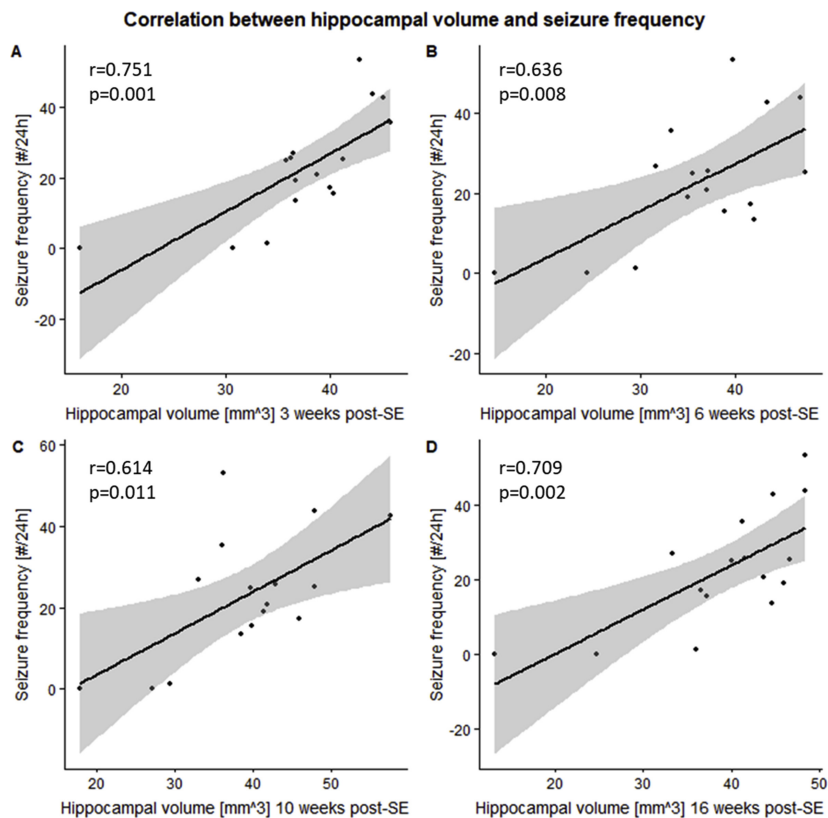 Correlation between hippocampal volume and seizure frequency
A
r=0.751
p=0.001
Seizure frequency [#/24h]
40
20
0
-20
20 30 40
Hippocampal volume [mm^3] 3 weeks post-SE
B
r=0.636
p=0.008
Seizure frequency [#/24h]
40
20
0
-20
20 30 40
Hippocampal volume [mm^3] 6 weeks post-SE
C
r=0.614
p=0.011
Seizure frequency [#/24h]
60
40
20
0
20 30 40 50
Hippocampal volume [mm^3] 10 weeks post-SE
D
r=0.709
p=0.002
Seizure frequency [#/24h]
40
20
0
-20
20 30 40 50
Hippocampal volume [mm^3] 16 weeks post-SE